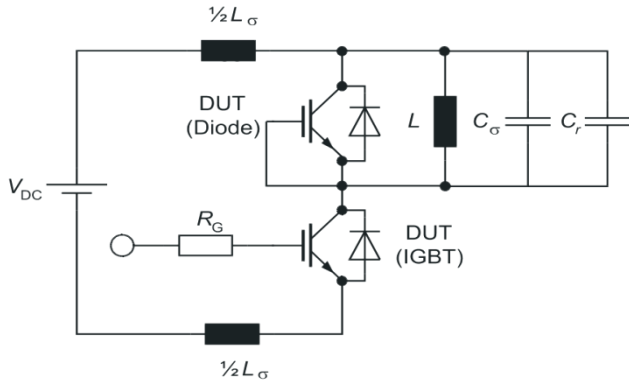 ½Lσ
DUT
(Diode)
L
Cσ
Cr
VDC
RG
DUT
(IGBT)
½Lσ